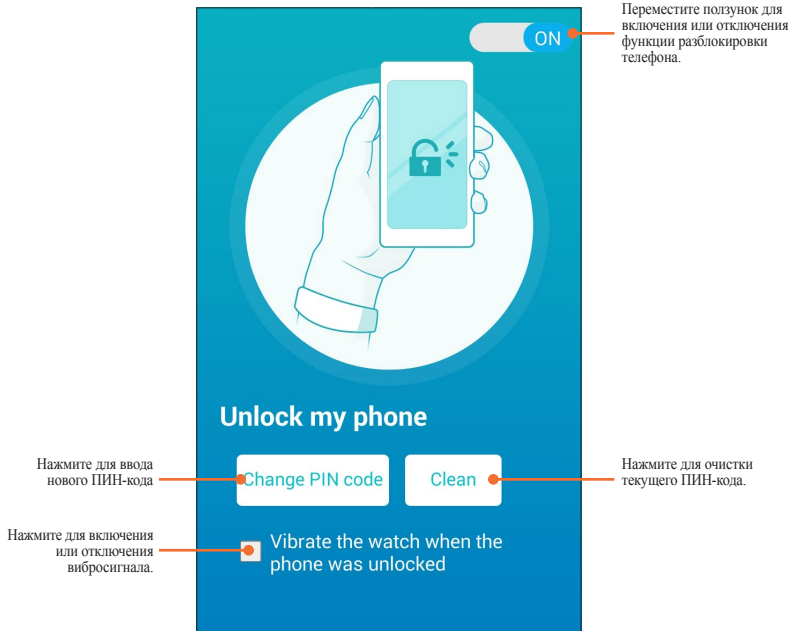 Переместите ползунок для
включения или отключения
функции разблокировки
телефона.
ON
Unlock my phone
Нажмите для ввода
нового ПИН-кода
Change PIN code
Clean
Нажмите для очистки
текущего ПИН-кода.
Нажмите для включения
или отключения
вибросигнала.
Vibrate the watch when the
phone was unlocked